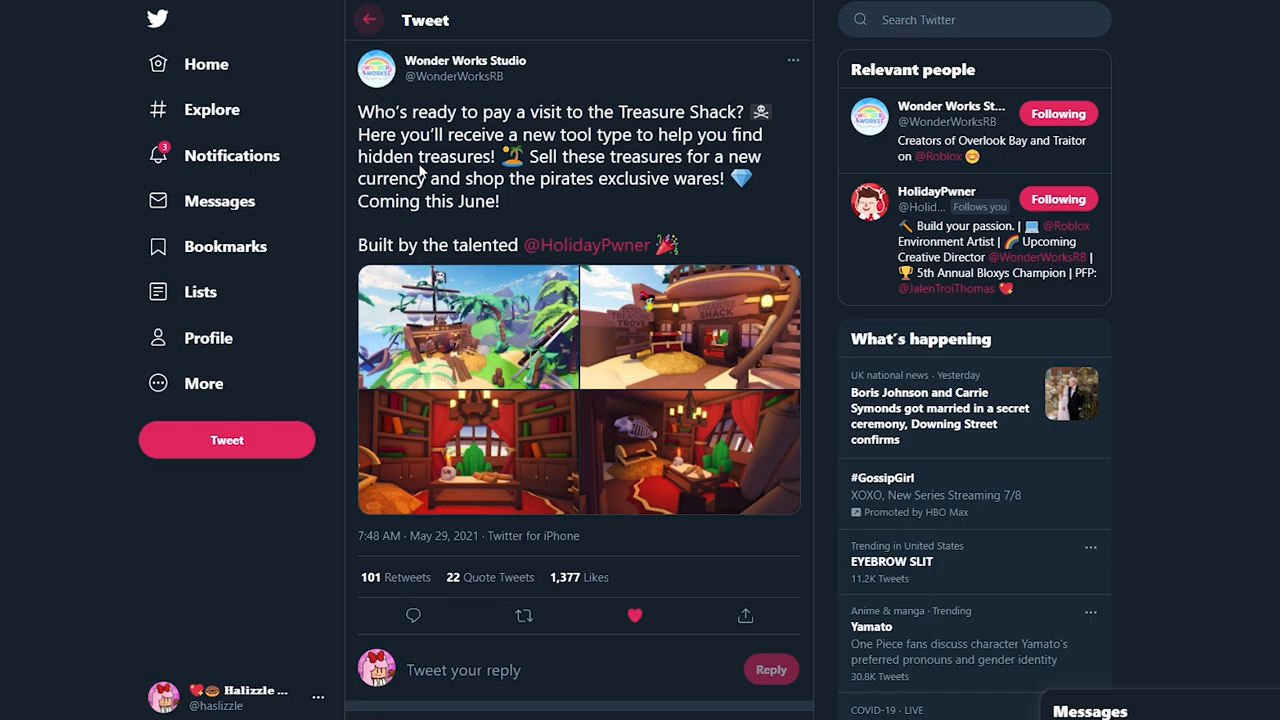 Home
Explore
3
Notifications
Messages
Bookmarks
Lists
Profile
More
Tweet
Halizzle ...
@haslizzle
Tweet
Wonder Works Studio
@WonderWorksRB
Who's ready to pay a visit to the Treasure Shack? ☠️
Here you'll receive a new tool type to help you find
hidden treasures! 🏝️ Sell these treasures for a new
currency and shop the pirates exclusive wares! 💎
Coming this June!
Built by the talented @HolidayPwner 🎉
TREASURE
SHACK
TROVE
7:48 AM · May 29, 2021 · Twitter for iPhone
101 Retweets 22 Quote Tweets 1,377 Likes
Tweet your reply
Reply
Search Twitter
Relevant people
WONDER WORKS
Wonder Works St...
@WonderWorksRB
Following
Creators of Overlook Bay and Traitor
on @Roblox
HolidayPwner
@Holid... Follows you
Following
🔨 Build your passion. | 💻 @Roblox
Environment Artist | 🌈 Upcoming
Creative Director @WonderWorksRB |
🏆 5th Annual Bloxys Champion | PFP:
@JalenTroiThomas 💖
What's happening
UK national news · Yesterday
Boris Johnson and Carrie
Symonds got married in a secret
ceremony, Downing Street
confirms
#GossipGirl
XOXO, New Series Streaming 7/8
Promoted by HBO Max
Trending in United States
EYEBROW SLIT
11.2K Tweets
Anime & manga · Trending
Yamato
One Piece fans discuss character Yamato's
preferred pronouns and gender identity
30.8K Tweets
COVID-19 · LIVE
Messages